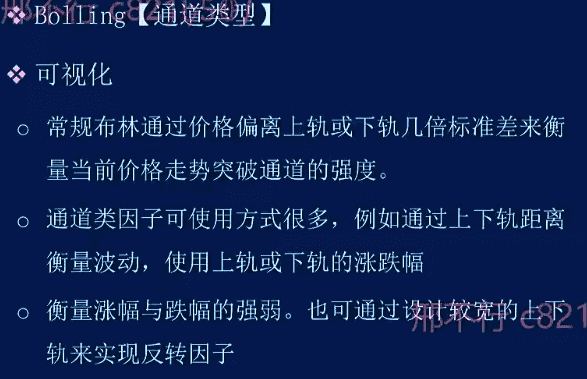 ❖ Bolling【通道类型】
❖ 可视化
○ 常规布林通过价格偏离上轨或下轨几倍标准差来衡
量当前价格走势突破通道的强度。
○ 通道类因子可使用方式很多，例如通过上下轨距离
衡量波动，使用上轨或下轨的涨跌幅
○ 衡量涨幅与跌幅的强弱。也可通过设计较宽的上下
轨来实现反转因子
邢不行 c821